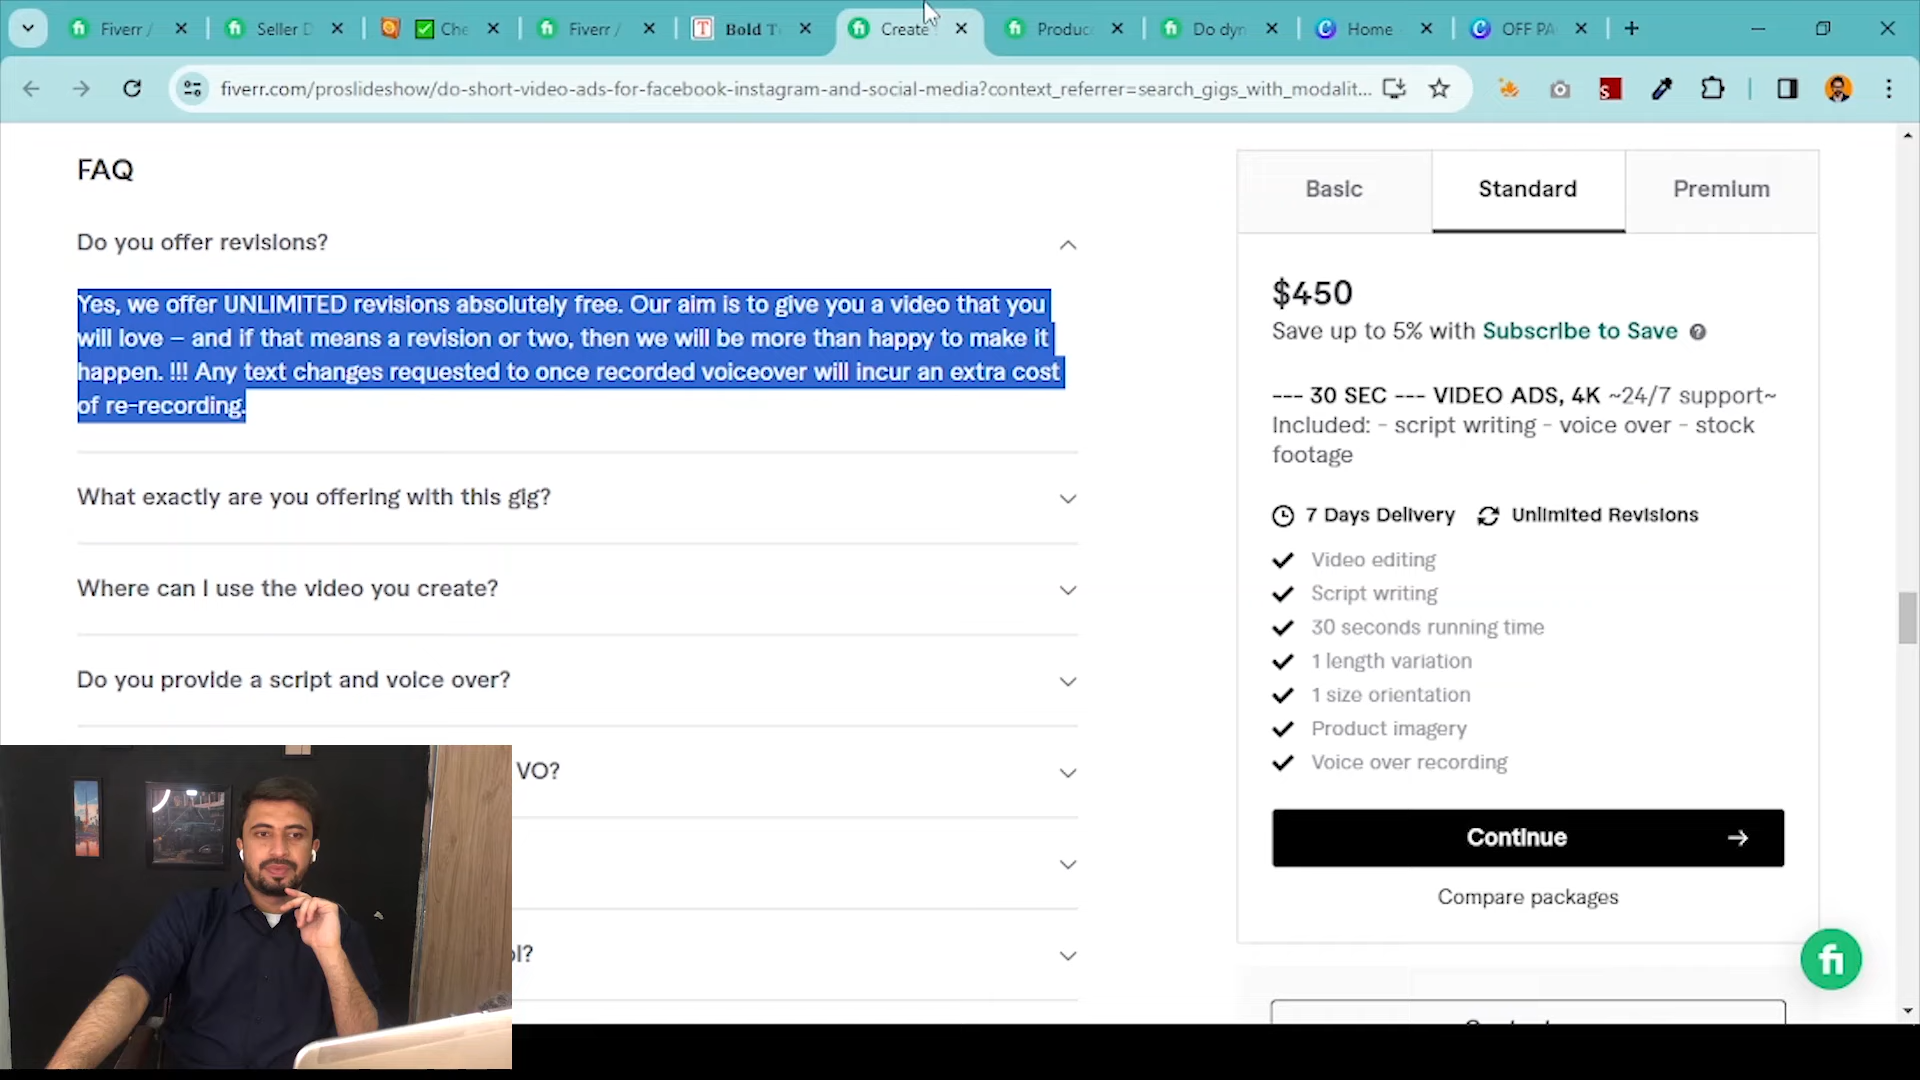 Fiverr /
Seller D
Che
Fiverr /
T
Bold T
Create
Produc
Do dyn
Home
OFF PA
fiverr.com/proslideshow/do-short-video-ads-for-facebook-instagram-and-social-media?context_referrer=search_gigs_with_modalit...
S
FAQ
Do you offer revisions?
Yes, we offer UNLIMITED revisions absolutely free. Our aim is to give you a video that you
will love – and if that means a revision or two, then we will be more than happy to make it
happen. !!! Any text changes requested to once recorded voiceover will incur an extra cost
of re-recording.
What exactly are you offering with this gig?
Where can I use the video you create?
Do you provide a script and voice over?
VO?
ol?
Basic
Standard
Premium
$450
Save up to 5% with Subscribe to Save
--- 30 SEC --- VIDEO ADS, 4K ~24/7 support~
Included: - script writing - voice over - stock
footage
7 Days Delivery
Unlimited Revisions
Video editing
Script writing
30 seconds running time
1 length variation
1 size orientation
Product imagery
Voice over recording
Continue
Compare packages
fi